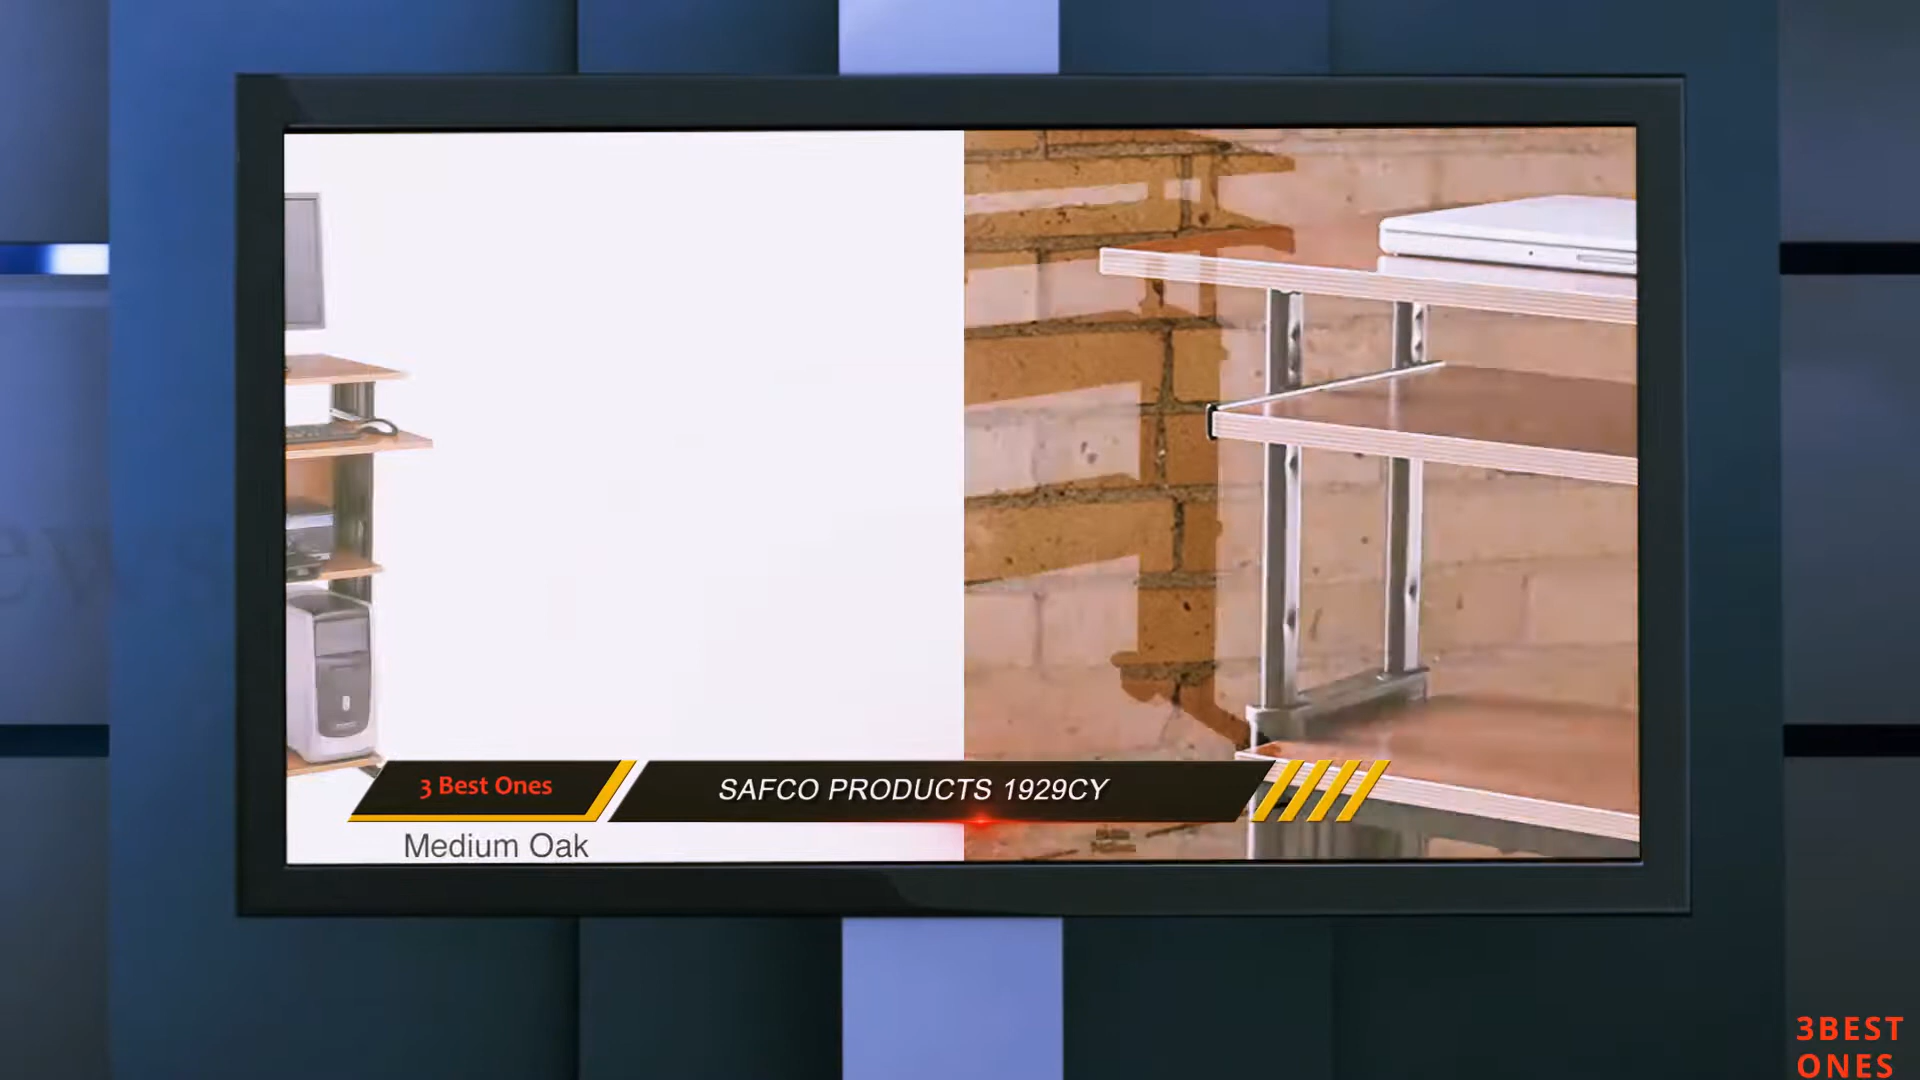 3 Best Ones
SAFCO PRODUCTS 1929CY
Medium Oak
3BEST
ONES